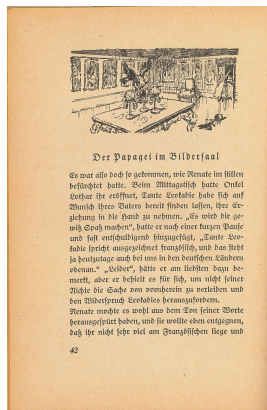 Der Papagei im Bildersaal
Es war also doch so gekommen, wie Renate im stillen
befürchtet hatte. Beim Mittagstisch hatte Onkel
Lothar ihr eröffnet, Tante Leokadie habe sich auf
Wunsch ihres Vaters bereit finden lassen, ihre Er-
ziehung in die Hand zu nehmen. „Es wird dir ge-
wiß Spaß machen“, hatte er nach einer kurzen Pause
und fast entschuldigend hinzugefügt, „Tante Leo-
kadie spricht ausgezeichnet französisch, und das steht
ja heutzutage auch bei uns in den deutschen Ländern
obenan.“ „Leider“, hätte er am liebsten dazu be-
merkt, aber er behielt es für sich, um nicht seiner
Nichte die Sache von vornherein zu verleiden und
den Widerspruch Leokadies herauszufordern.
Renate mochte es wohl aus dem Ton seiner Worte
herausgespürt haben, und sie wollte eben entgegnen,
daß ihr nicht sehr viel am Französischen liege und
42